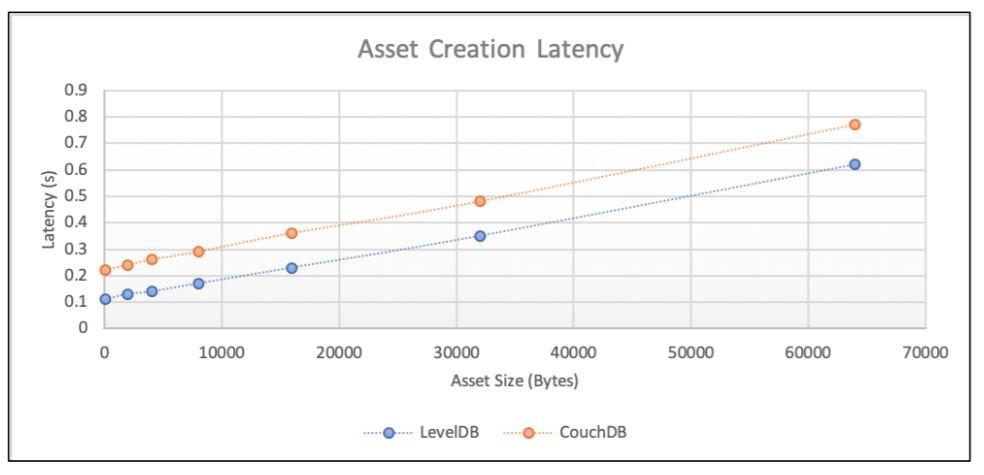 Asset Creation Latency
0.9
0.8
0.7
0.6
0.5
0.4
0.3
0.2
0.1
0
Latency (s)
0 10000 20000 30000 40000 50000 60000 70000
Asset Size (Bytes)
LevelDB CouchDB